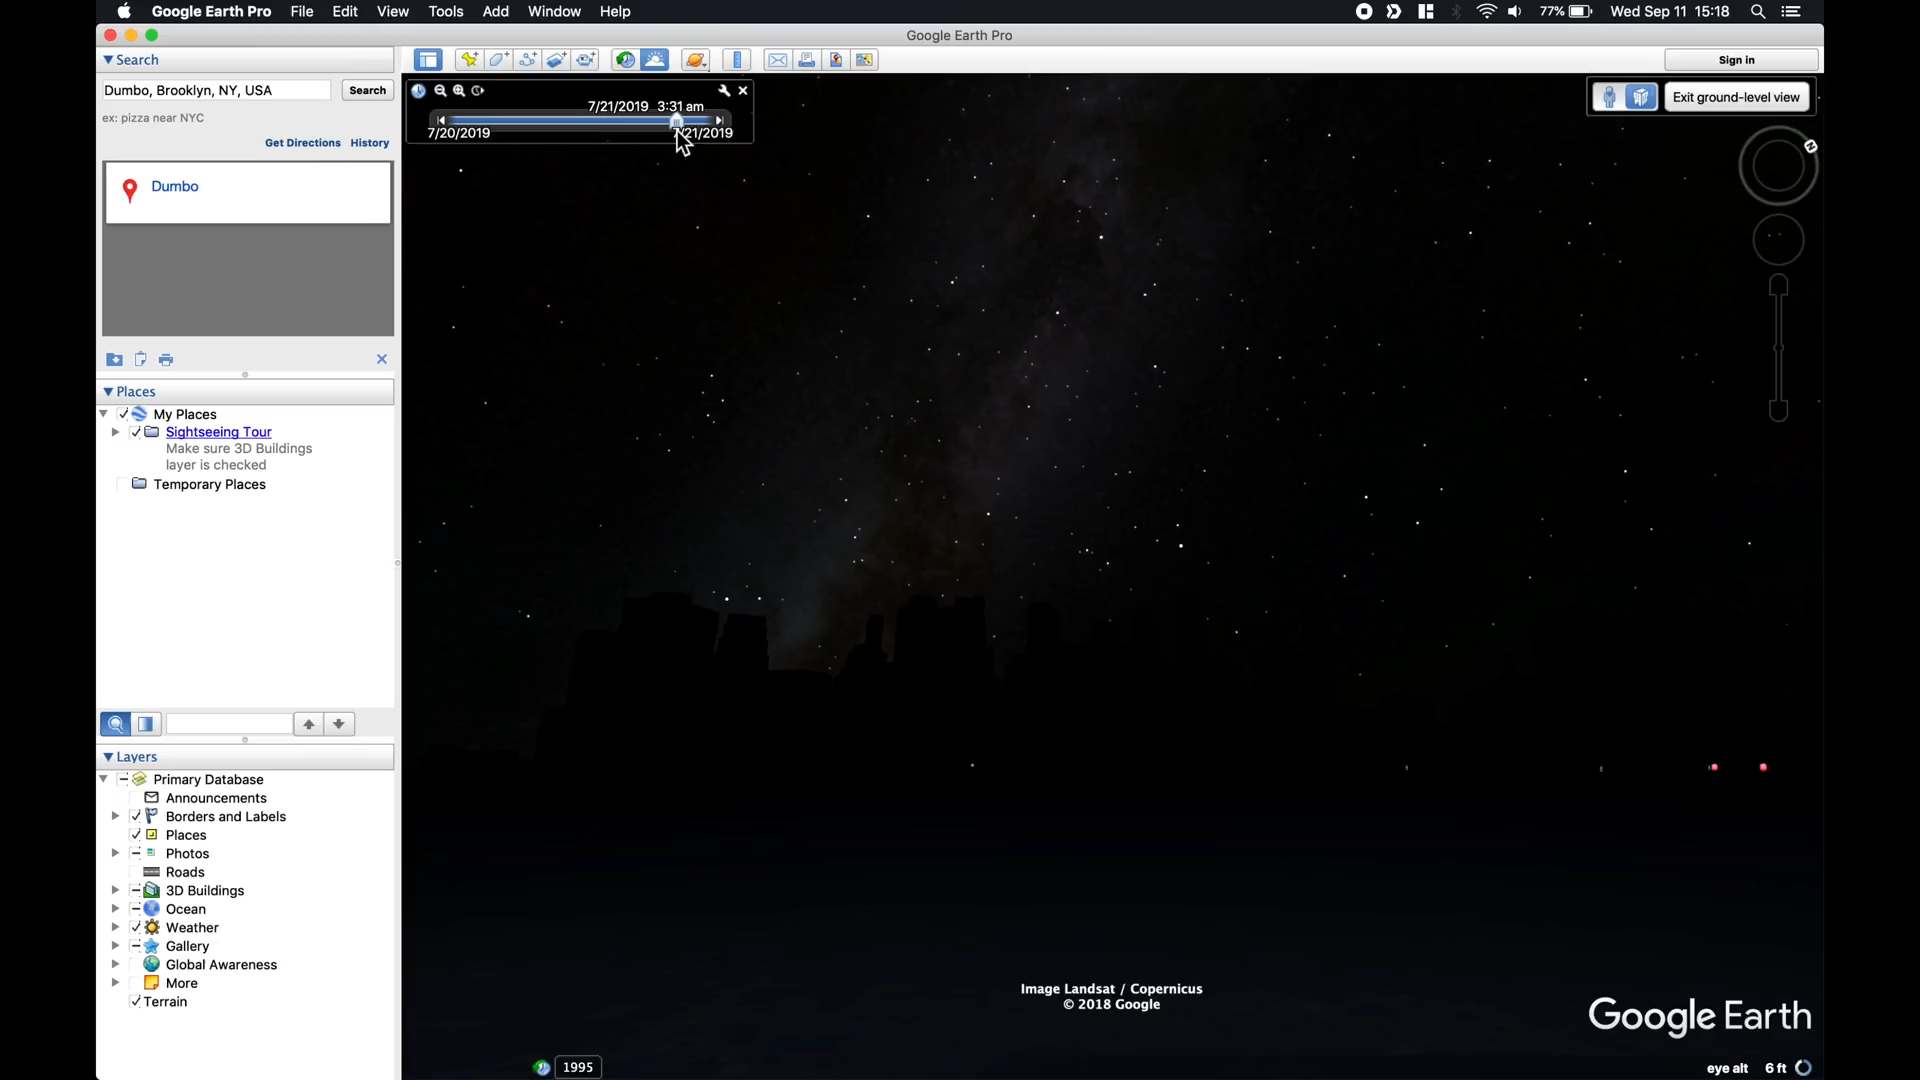 Google Earth Pro File Edit View Tools Add Window Help
77% Wed Sep 11 15:18
Google Earth Pro
Search
Dumbo, Brooklyn, NY, USA
Search
ex: pizza near NYC
Get Directions History
Dumbo
Places
My Places
Sightseeing Tour
Make sure 3D Buildings
layer is checked
Temporary Places
Layers
Primary Database
Announcements
Borders and Labels
Places
Photos
Roads
3D Buildings
Ocean
Weather
Gallery
Global Awareness
More
Terrain
Sign in
7/21/2019 3:31 am
7/20/2019
7/21/2019
Exit ground-level view
N
Image Landsat / Copernicus
© 2018 Google
Google Earth
1995
eye alt 6 ft